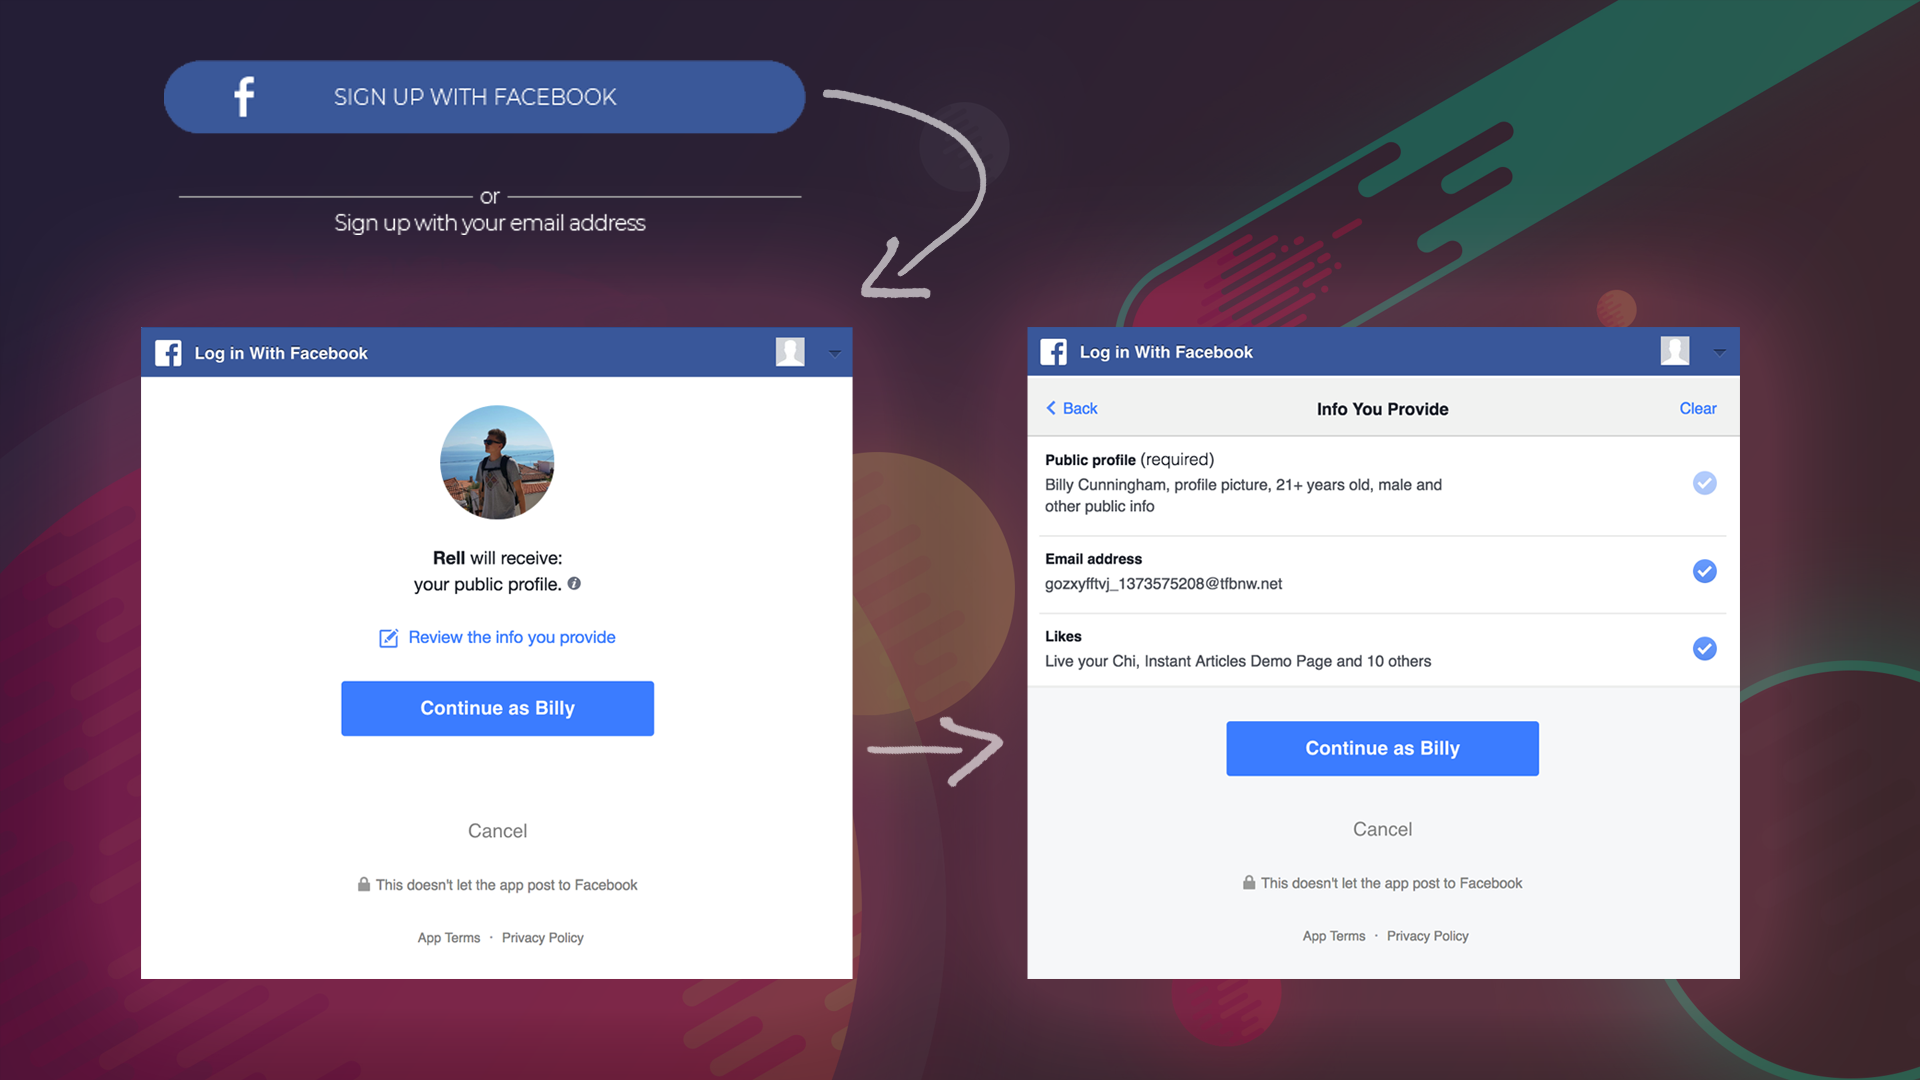 SIGN UP WITH FACEBOOK
or
Sign up with your email address
Log in With Facebook
Rell will receive:
your public profile.
Review the info you provide
Continue as Billy
Cancel
This doesn't let the app post to Facebook
App Terms · Privacy Policy
Log in With Facebook
Back Info You Provide Clear
Public profile (required)
Billy Cunningham, profile picture, 21+ years old, male and
other public info
Email address
gozxyfftvj_1373575208@tfbnw.net
Likes
Live your Chi, Instant Articles Demo Page and 10 others
Continue as Billy
Cancel
This doesn't let the app post to Facebook
App Terms · Privacy Policy